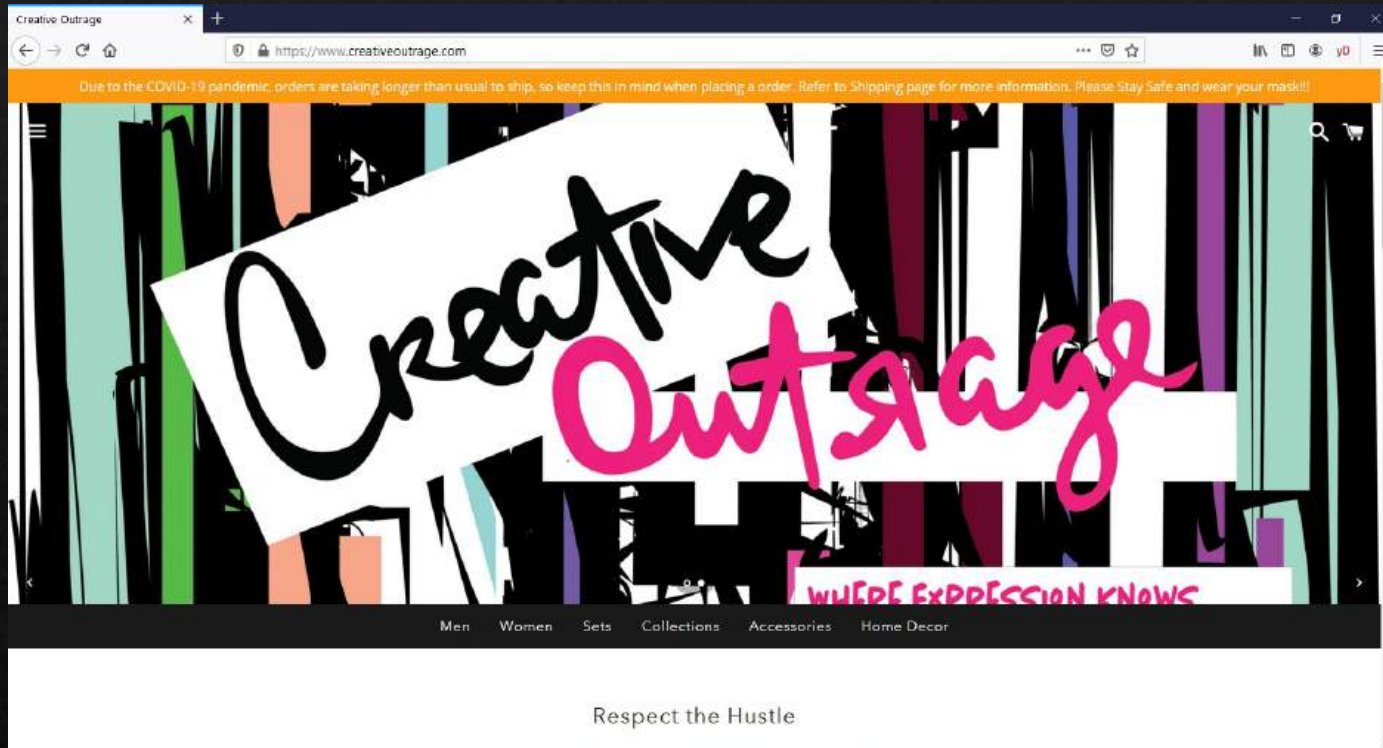 Creative Outrage
https://www.creativeoutrage.com
Due to the COVID-19 pandemic, orders are taking longer than usual to ship, so keep this in mind when placing a order. Refer to Shipping page for more information. Please Stay Safe and wear your mask!!!
Creative
Outrage
WHERE EXPRESSION KNOWS
Men Women Sets Collections Accessories Home Decor
Respect the Hustle